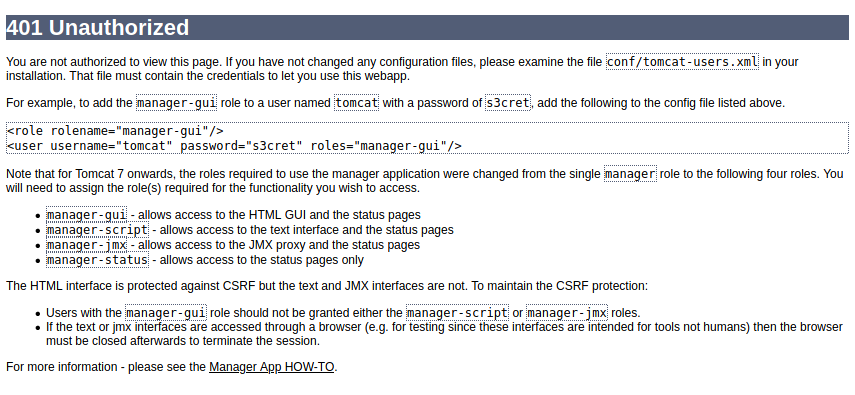 401 Unauthorized
You are not authorized to view this page. If you have not changed any configuration files, please examine the file conf/tomcat-users.xml in your
installation. That file must contain the credentials to let you use this webapp.
For example, to add the manager-gui role to a user named tomcat with a password of s3cret, add the following to the config file listed above.
<role rolename="manager-gui"/>
<user username="tomcat" password="s3cret" roles="manager-gui"/>
Note that for Tomcat 7 onwards, the roles required to use the manager application were changed from the single manager role to the following four roles. You
will need to assign the role(s) required for the functionality you wish to access.
• manager-gui - allows access to the HTML GUI and the status pages
• manager-script - allows access to the text interface and the status pages
• manager-jmx - allows access to the JMX proxy and the status pages
• manager-status - allows access to the status pages only
The HTML interface is protected against CSRF but the text and JMX interfaces are not. To maintain the CSRF protection:
• Users with the manager-gui role should not be granted either the manager-script or manager-jmx roles.
• If the text or jmx interfaces are accessed through a browser (e.g. for testing since these interfaces are intended for tools not humans) then the browser
must be closed afterwards to terminate the session.
For more information - please see the Manager App HOW-TO.